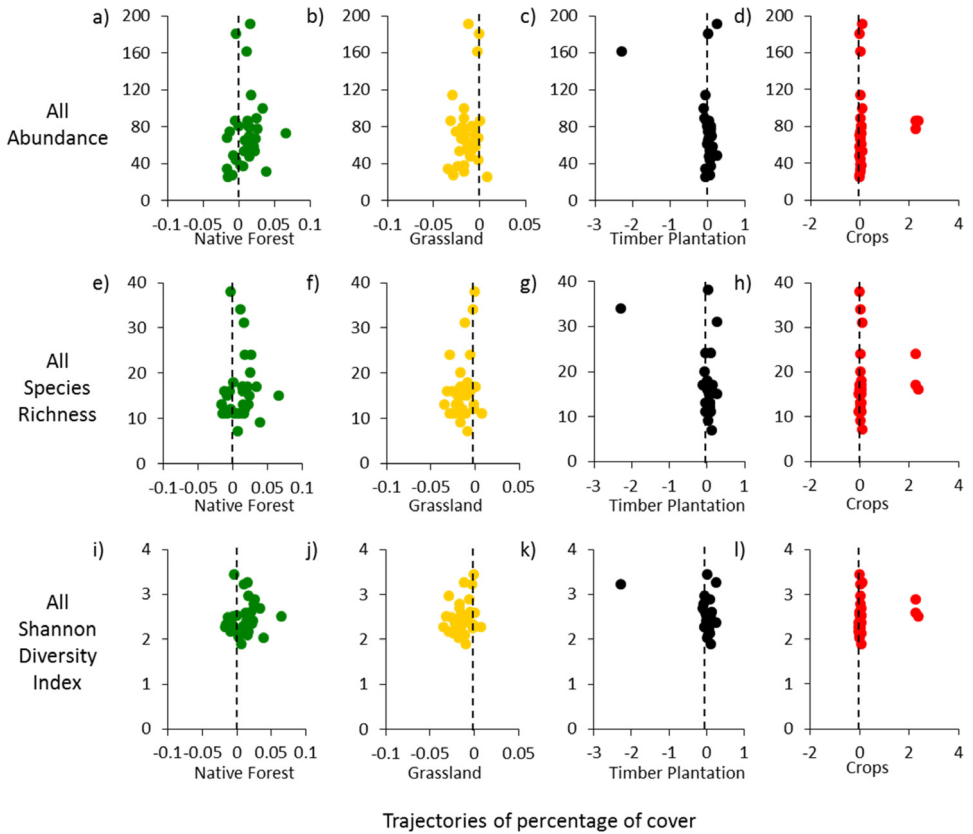 a) b) c) d)
All
Abundance
200 200 200 200
160 160 160 160
120 120 120 120
80 80 80 80
40 40 40 40
0 0 0 0
-0.1 -0.05 0 0.05 0.1 -0.1 -0.05 0 0.05 -3 -2 -1 0 1 -2 0 2 4
Native Forest Grassland Timber Plantation Crops
e) f) g) h)
All
Species
Richness
40 40 40 40
30 30 30 30
20 20 20 20
10 10 10 10
0 0 0 0
-0.1 -0.05 0 0.05 0.1 -0.1 -0.05 0 0.05 -3 -2 -1 0 1 -2 0 2 4
Native Forest Grassland Timber Plantation Crops
i) j) k) l)
All
Shannon
Diversity
Index
4 4 4 4
3 3 3 3
2 2 2 2
1 1 1 1
0 0 0 0
-0.1 -0.05 0 0.05 0.1 -0.1 -0.05 0 0.05 -3 -2 -1 0 1 -2 0 2 4
Native Forest Grassland Timber Plantation Crops
Trajectories of percentage of cover